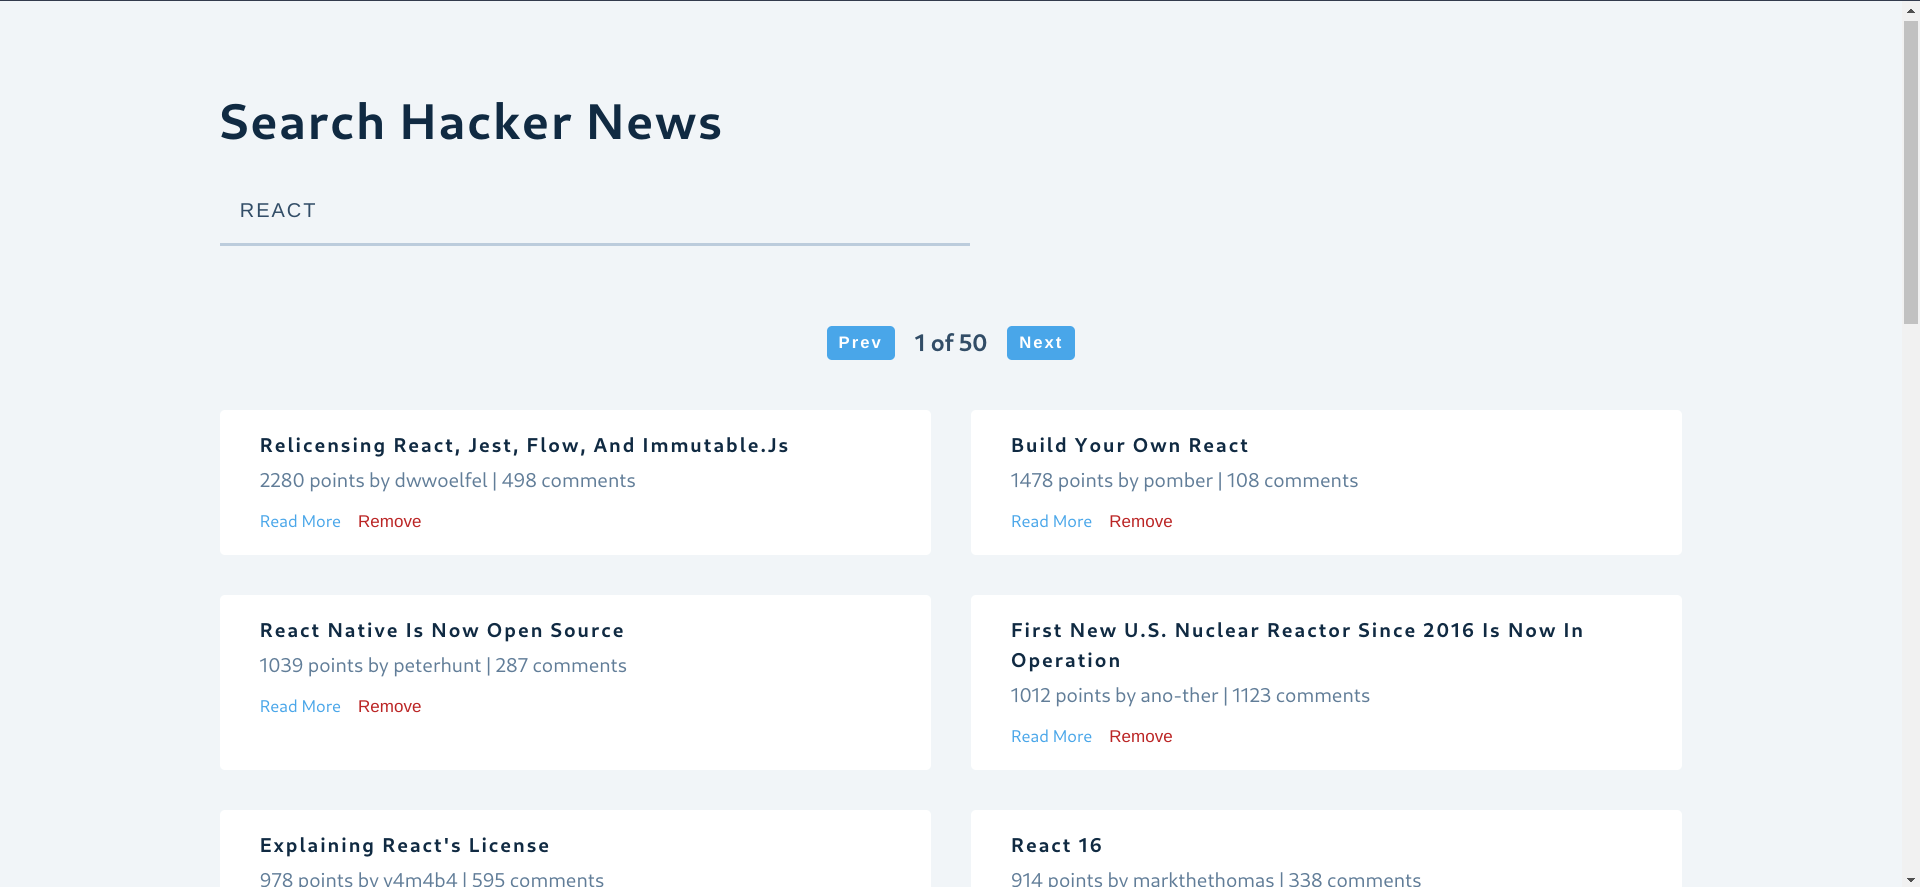 Search Hacker News
REACT
Prev 1 of 50 Next
Relicensing React, Jest, Flow, And Immutable.Js
2280 points by dwwoelfel | 498 comments
Read More Remove
Build Your Own React
1478 points by pomber | 108 comments
Read More Remove
React Native Is Now Open Source
1039 points by peterhunt | 287 comments
Read More Remove
First New U.S. Nuclear Reactor Since 2016 Is Now In
Operation
1012 points by ano-ther | 1123 comments
Read More Remove
Explaining React's License
978 points by y4m4b4 | 595 comments
React 16
914 points by markthethomas | 338 comments